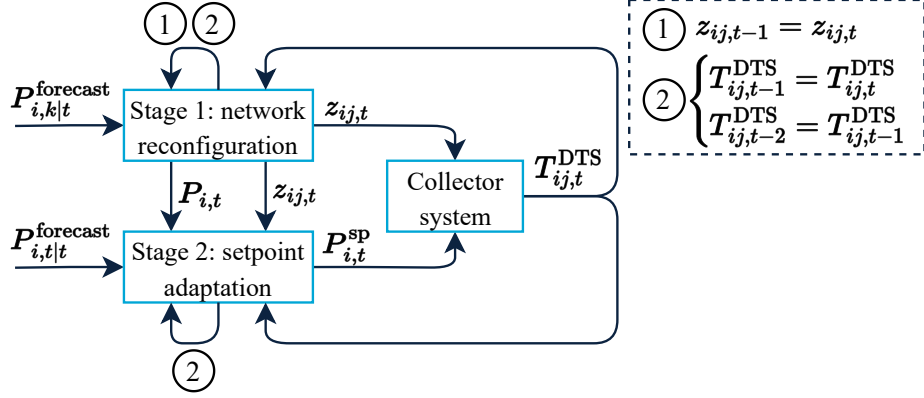 ① ②
① z_{ij,t−1} = z_{ij,t}
② { T^{DTS}_{ij,t−1} = T^{DTS}_{ij,t}
T^{DTS}_{ij,t−2} = T^{DTS}_{ij,t−1}
P^{forecast}_{i,k|t}
Stage 1: network
reconfiguration
z_{ij,t}
P_{i,t}
z_{ij,t}
Collector
system
T^{DTS}_{ij,t}
P^{forecast}_{i,t|t}
Stage 2: setpoint
adaptation
P^{sp}_{i,t}
②